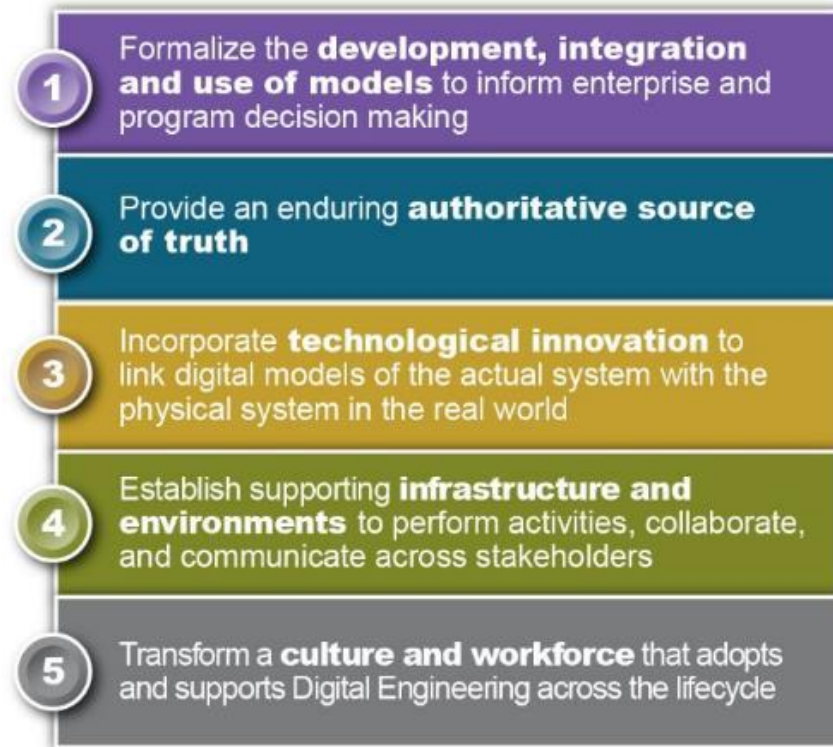 1
Formalize the development, integration
and use of models to inform enterprise and
program decision making
2
Provide an enduring authoritative source
of truth
3
Incorporate technological innovation to
link digital models of the actual system with the
physical system in the real world
4
Establish supporting infrastructure and
environments to perform activities, collaborate,
and communicate across stakeholders
5
Transform a culture and workforce that adopts
and supports Digital Engineering across the lifecycle